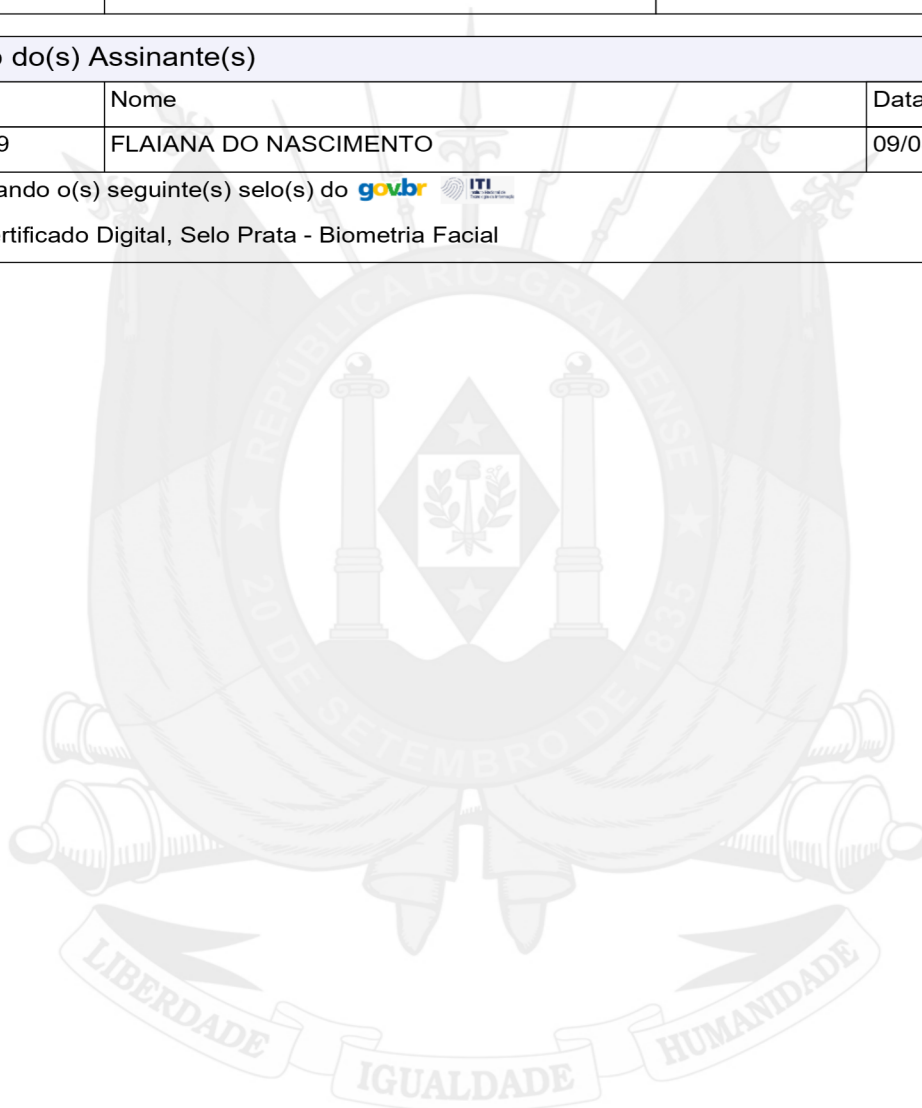 o do(s) Assinante(s)
Nome Data
9 FLAIANA DO NASCIMENTO 09/0
ando o(s) seguinte(s) selo(s) do gov.br ITI
rtificado Digital, Selo Prata - Biometria Facial
REPUBLICA RIO-GRANDENSE
20 DE SETEMBRO DE 1835
LIBERDADE IGUALDADE HUMANIDADE